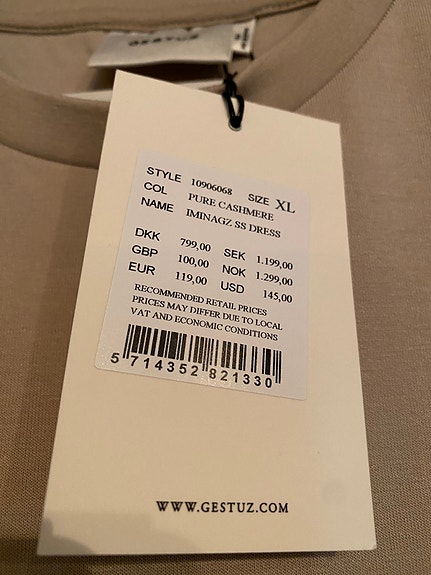 GESTUZ
STYLE 10906068 SIZE XL
COL PURE CASHMERE
NAME IMINAGZ SS DRESS
DKK 799,00 SEK 1.199,00
GBP 100,00 NOK 1.299,00
EUR 119,00 USD 145,00
RECOMMENDED RETAIL PRICES
PRICES MAY DIFFER DUE TO LOCAL
VAT AND ECONOMIC CONDITIONS
5 714352 821330
WWW.GESTUZ.COM